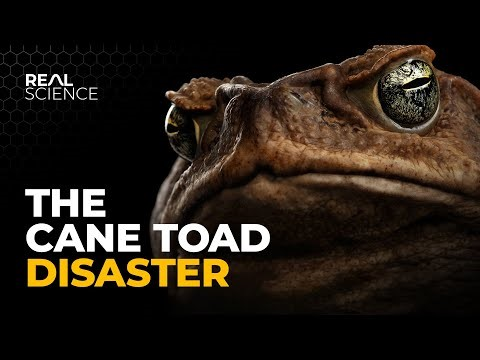 REAL
SCIENCE
THE
CANE TOAD
DISASTER